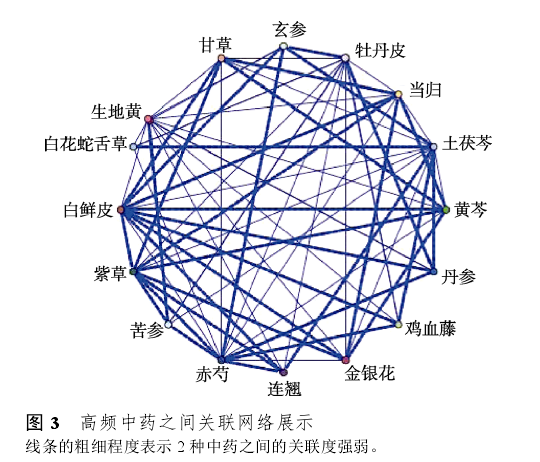 玄参
甘草
牡丹皮
当归
生地黄
白花蛇舌草
土茯苓
白鲜皮
黄芩
紫草
丹参
苦参
鸡血藤
赤芍
金银花
连翘
图 3 高频中药之间关联网络展示
线条的粗细程度表示 2 种中药之间的关联度强弱。